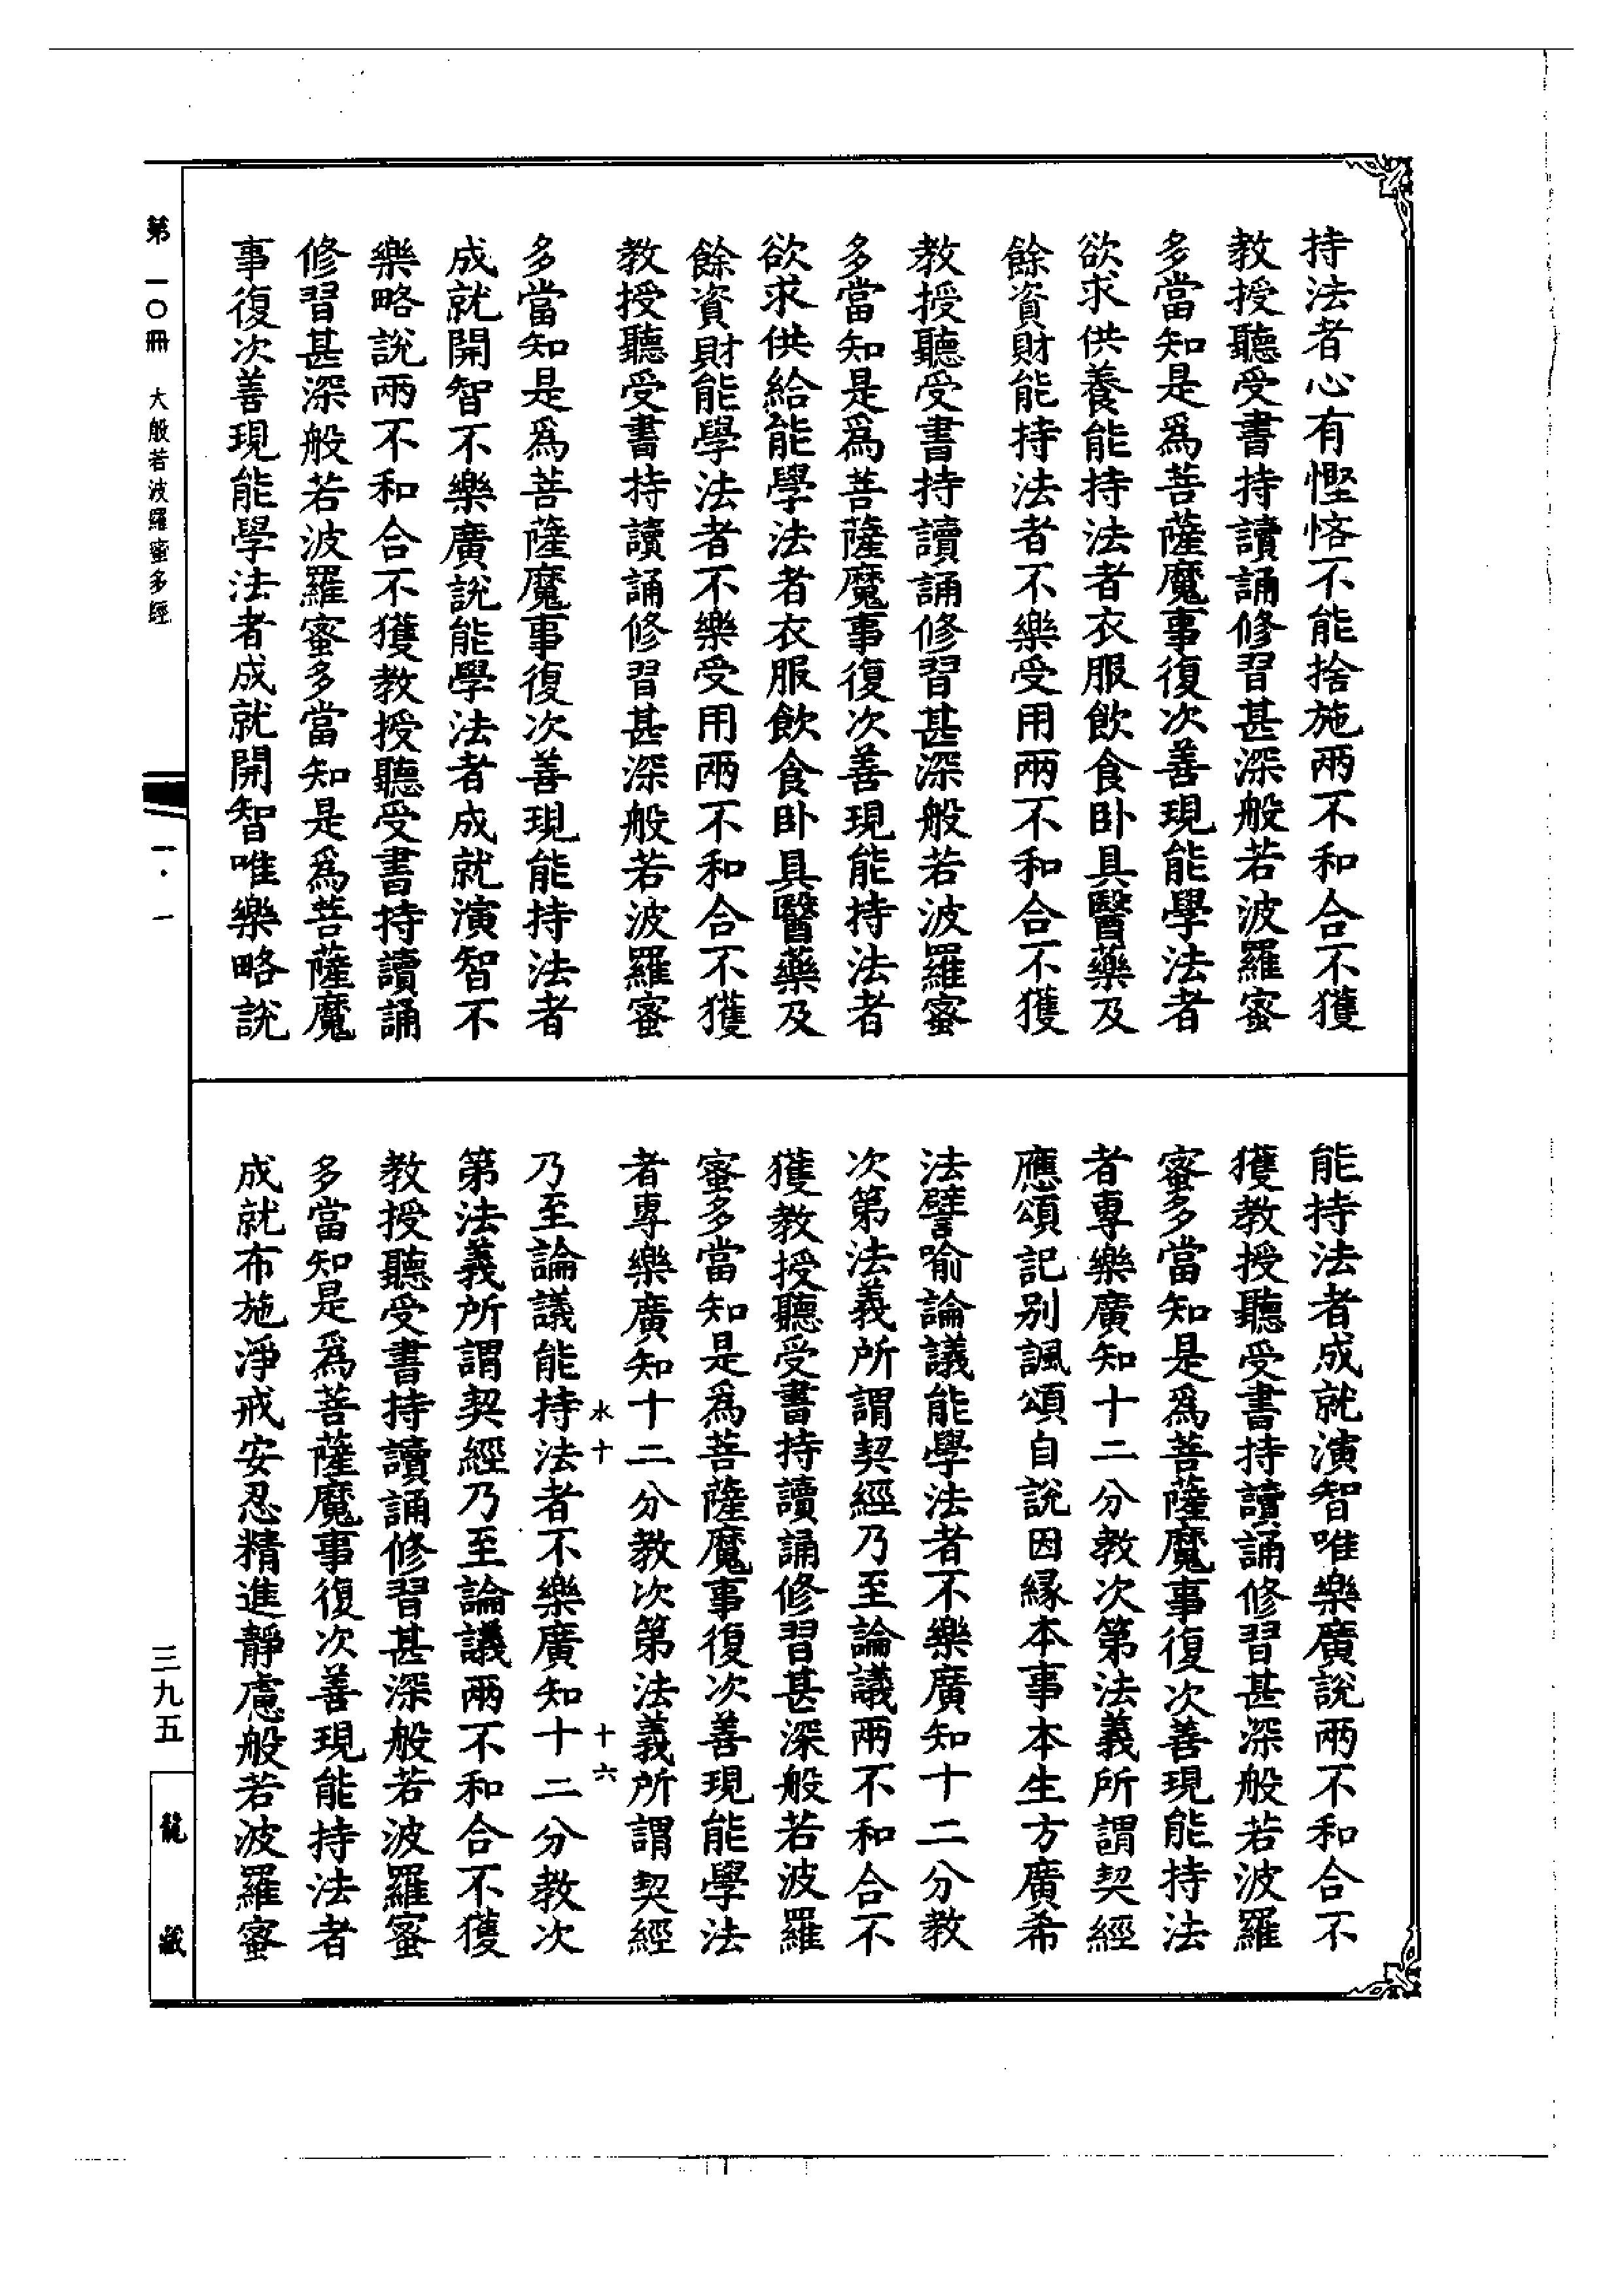 持法者心有慳悋不能捨施兩不和合不獲
教授聽受書持讀誦修習甚深般若波羅蜜
多當知是爲菩薩魔事復次善現能學法者
欲求供養能持法者衣服飲食卧具醫藥及
餘資財能持法者不樂受用兩不和合不獲
教授聽受書持讀誦修習甚深般若波羅蜜
多當知是爲菩薩魔事復次善現能持法者
欲求供給能學法者衣服飲食卧具醫藥及
餘資財能學法者不樂受用兩不和合不獲
教授聽受書持讀誦修習甚深般若波羅蜜
多當知是爲菩薩魔事復次善現能持法者
成就開智不樂廣說能學法者成就演智不
樂略說兩不和合不獲教授聽受書持讀誦
修習甚深般若波羅蜜多當知是爲菩薩魔
事復次善現能學法者成就開智唯樂略說
能持法者成就演智唯樂廣說兩不和合不
獲教授聽受書持讀誦修習甚深般若波羅
蜜多當知是爲菩薩魔事復次善現能持法
者專樂廣知十二分教次第法義所謂契經
應頌記别諷頌自說因緣本事本生方廣希
法譬喻論議能學法者不樂廣知十二分教
次第法義所謂契經乃至論議兩不和合不
獲教授聽受書持讀誦修習甚深般若波羅
蜜多當知是爲菩薩魔事復次善現能學法
者專樂廣知十二分教次第法義所謂契經
水十 十六
乃至論議能持法者不樂廣知十二分教次
第法義所謂契經乃至論議兩不和合不獲
教授聽受書持讀誦修習甚深般若波羅蜜
多當知是爲菩薩魔事復次善現能持法者
成就布施淨戒安忍精進靜慮般若波羅蜜
第一〇冊 大般若波羅蜜多經
一·一
三九五
龍藏